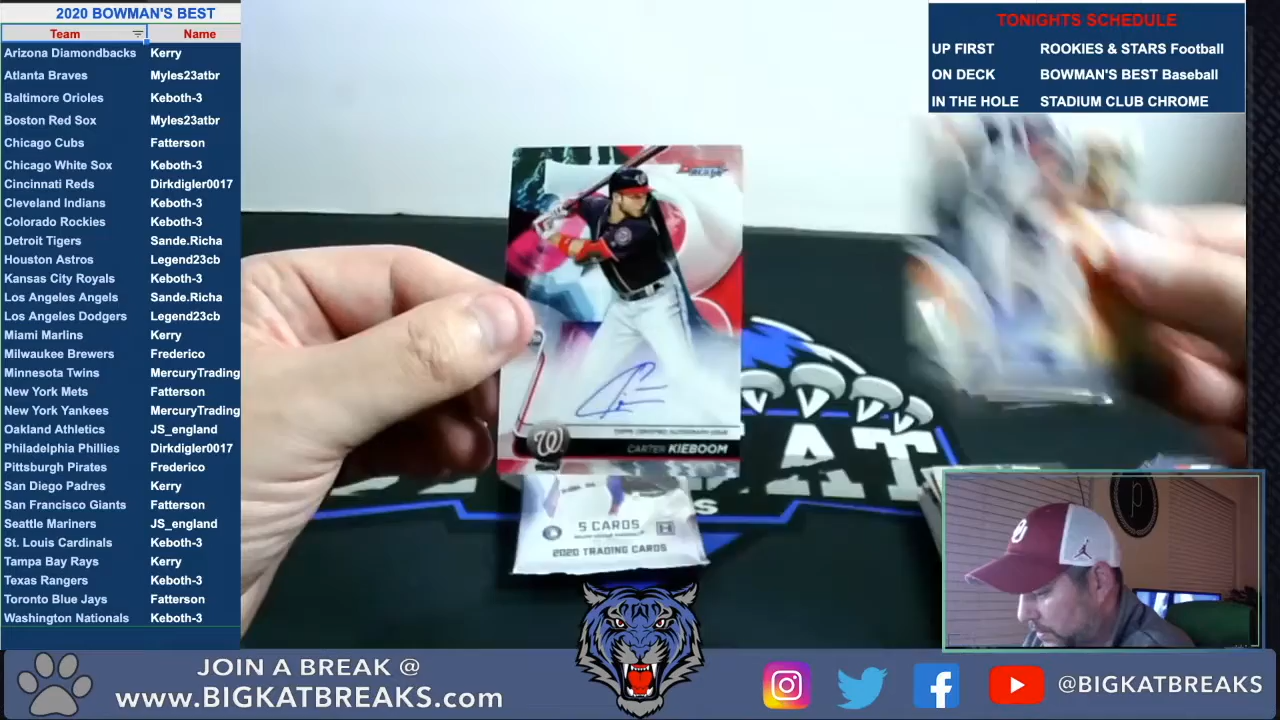 2020 BOWMAN'S BEST
Team Name
Arizona Diamondbacks Kerry
Atlanta Braves Myles23atbr
Baltimore Orioles Keboth-3
Boston Red Sox Myles23atbr
Chicago Cubs Fatterson
Chicago White Sox Keboth-3
Cincinnati Reds Dirkdigler0017
Cleveland Indians Keboth-3
Colorado Rockies Keboth-3
Detroit Tigers Sande.Richa
Houston Astros Legend23cb
Kansas City Royals Keboth-3
Los Angeles Angels Sande.Richa
Los Angeles Dodgers Legend23cb
Miami Marlins Kerry
Milwaukee Brewers Frederico
Minnesota Twins MercuryTrading
New York Mets Fatterson
New York Yankees MercuryTrading
Oakland Athletics JS_england
Philadelphia Phillies Dirkdigler0017
Pittsburgh Pirates Frederico
San Diego Padres Kerry
San Francisco Giants Fatterson
Seattle Mariners JS_england
St. Louis Cardinals Keboth-3
Tampa Bay Rays Kerry
Texas Rangers Keboth-3
Toronto Blue Jays Fatterson
Washington Nationals Keboth-3
TONIGHTS SCHEDULE
UP FIRST ROOKIES & STARS Football
ON DECK BOWMAN'S BEST Baseball
IN THE HOLE STADIUM CLUB CHROME
TOPPS CERTIFIED AUTOGRAPH ISSUE
W
CARTER KIEBOOM
5 CARDS
2020 TRADING CARDS
JOIN A BREAK @
www.BIGKATBREAKS.com
@BIGKATBREAKS